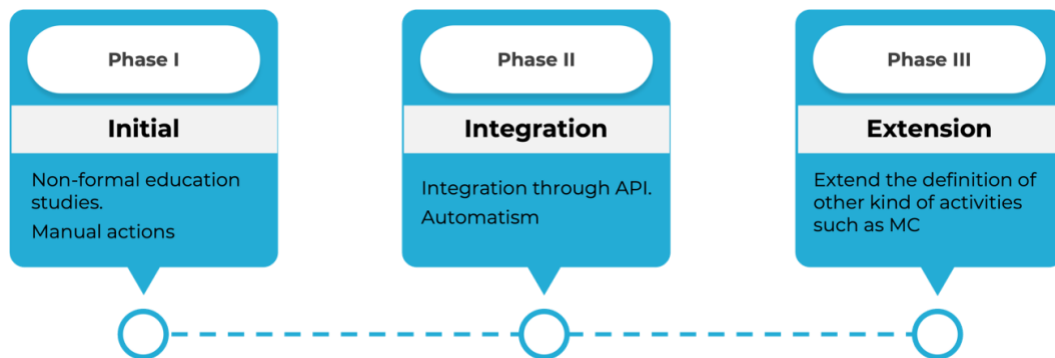 Phase I
Initial
Non-formal education
studies.
Manual actions
Phase II
Integration
Integration through API.
Automatism
Phase III
Extension
Extend the definition of
other kind of activities
such as MC